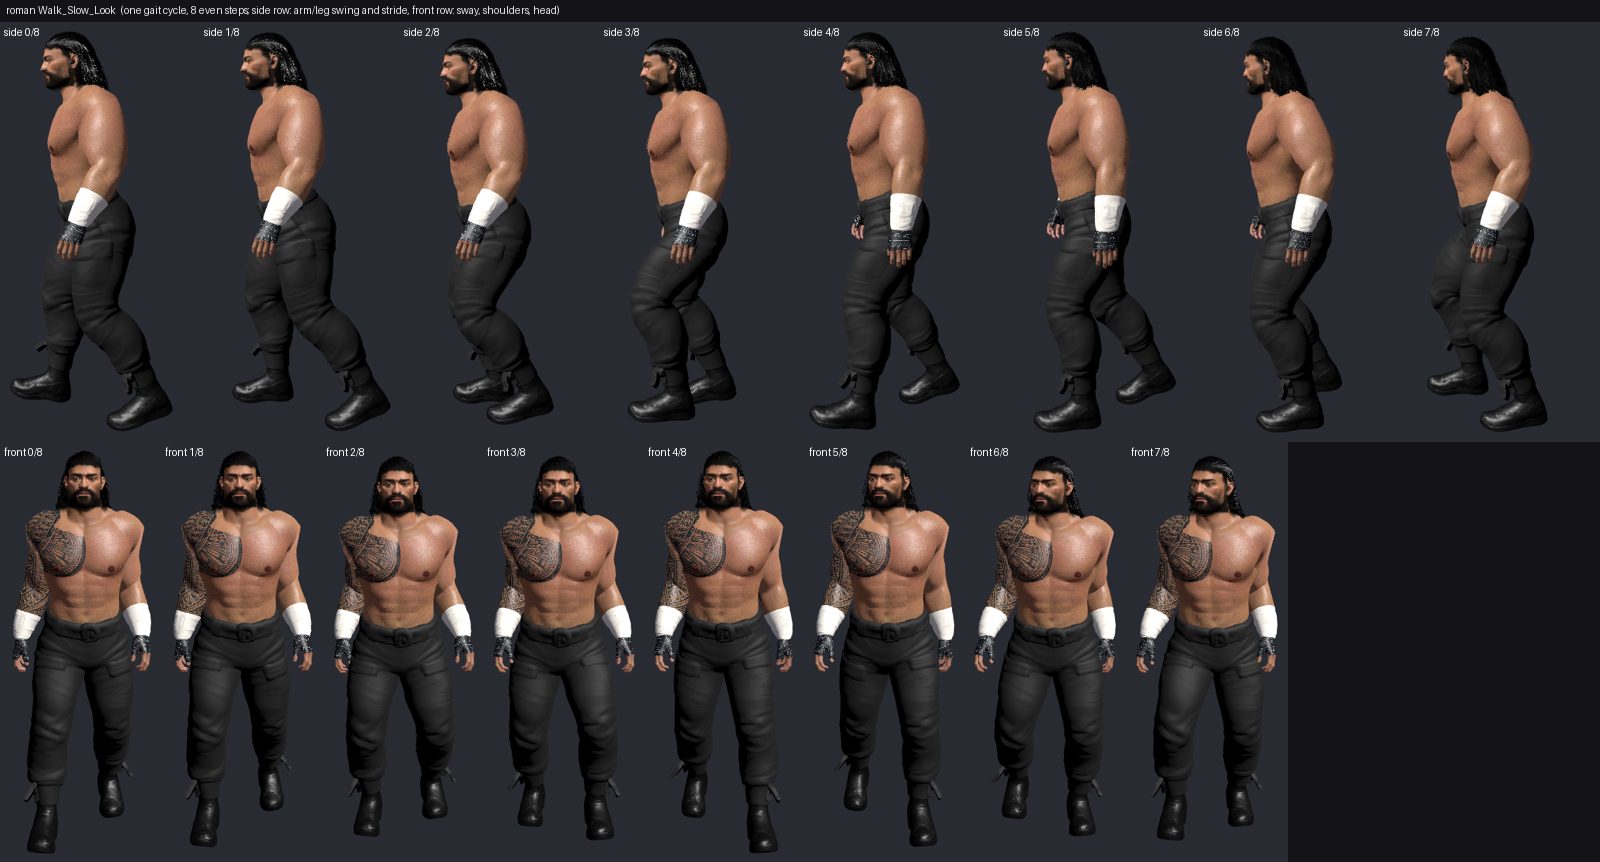 roman Walk_Slow_Look (one gait cycle, 8 even steps; side row: arm/leg swing and stride, front row: sway, shoulders, head)
side 0/8 side 1/8 side 2/8 side 3/8 side 4/8 side 5/8 side 6/8 side 7/8
front 0/8 front 1/8 front 2/8 front 3/8 front 4/8 front 5/8 front 6/8 front 7/8